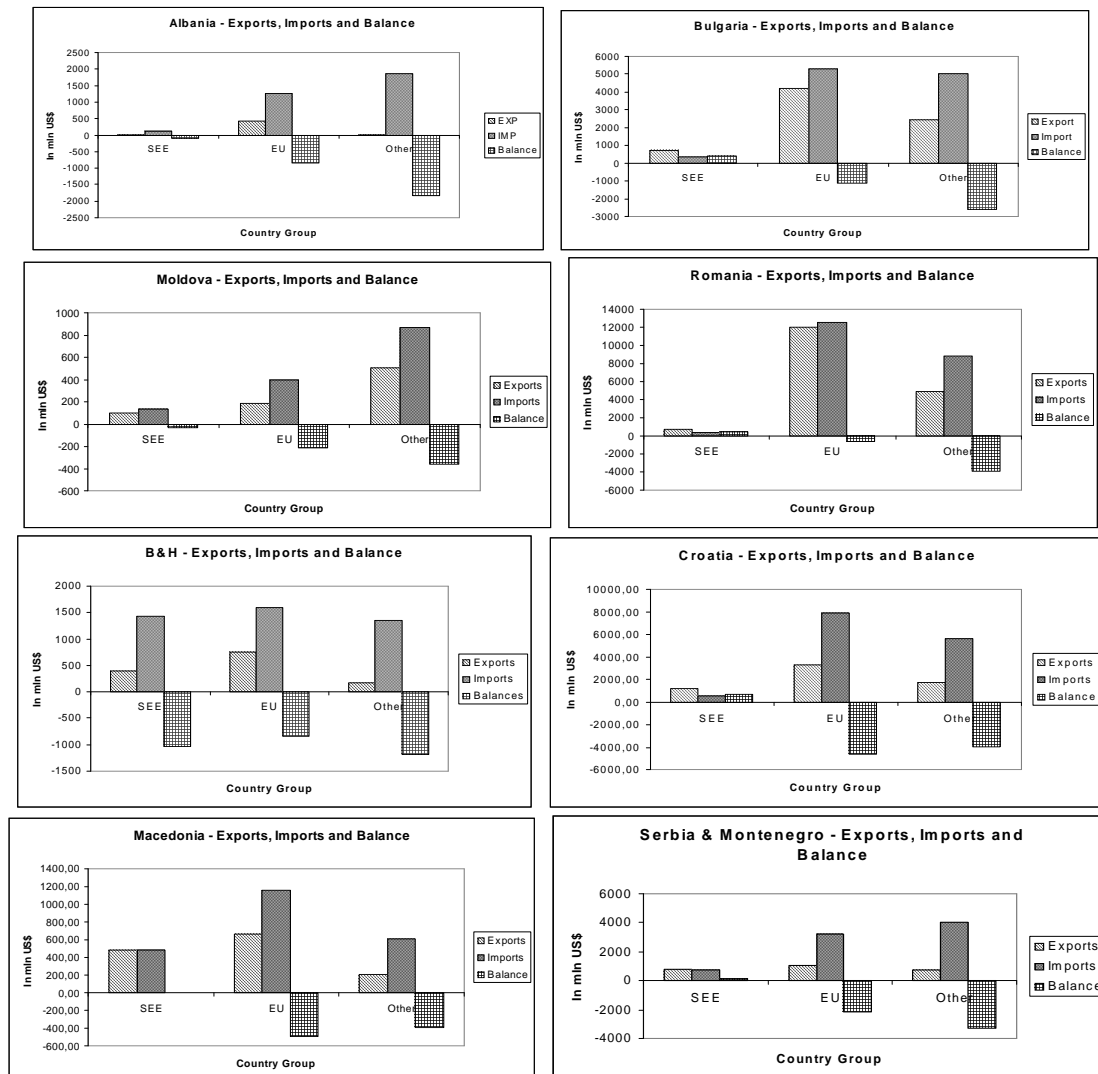 Albania - Exports, Imports and Balance
2500
2000
1500
1000
500
0
-500
-1000
-1500
-2000
-2500
In mln US$
SEE
EU
Other
Country Group
EXP
IMP
Balance
Bulgaria - Exports, Imports and Balance
6000
5000
4000
3000
2000
1000
0
-1000
-2000
-3000
In mln US$
SEE
EU
Other
Country Group
Export
Import
Balance
Moldova - Exports, Imports and Balance
1000
800
600
400
200
0
-200
-400
-600
In mln US$
SEE
EU
Other
Country Group
Exports
Imports
Balance
Romania - Exports, Imports and Balance
14000
12000
10000
8000
6000
4000
2000
0
-2000
-4000
-6000
In mln US$
SEE
EU
Other
Country Group
Exports
Imports
Balance
B&H - Exports, Imports and Balance
2000
1500
1000
500
0
-500
-1000
-1500
In mln US$
SEE
EU
Other
Country Group
Exports
Imports
Balances
Croatia - Exports, Imports and Balance
10000,00
8000,00
6000,00
4000,00
2000,00
0,00
-2000,00
-4000,00
-6000,00
In mln US$
SEE
EU
Other
Country Group
Exports
Imports
Balance
Macedonia - Exports, Imports and Balance
1400,00
1200,00
1000,00
800,00
600,00
400,00
200,00
0,00
-200,00
-400,00
-600,00
In mln US$
SEE
EU
Other
Country Group
Exports
Imports
Balance
Serbia & Montenegro - Exports, Imports and
Balance
6000
4000
2000
0
-2000
-4000
In mln US$
SEE
EU
Other
Country Group
Exports
Imports
Balance